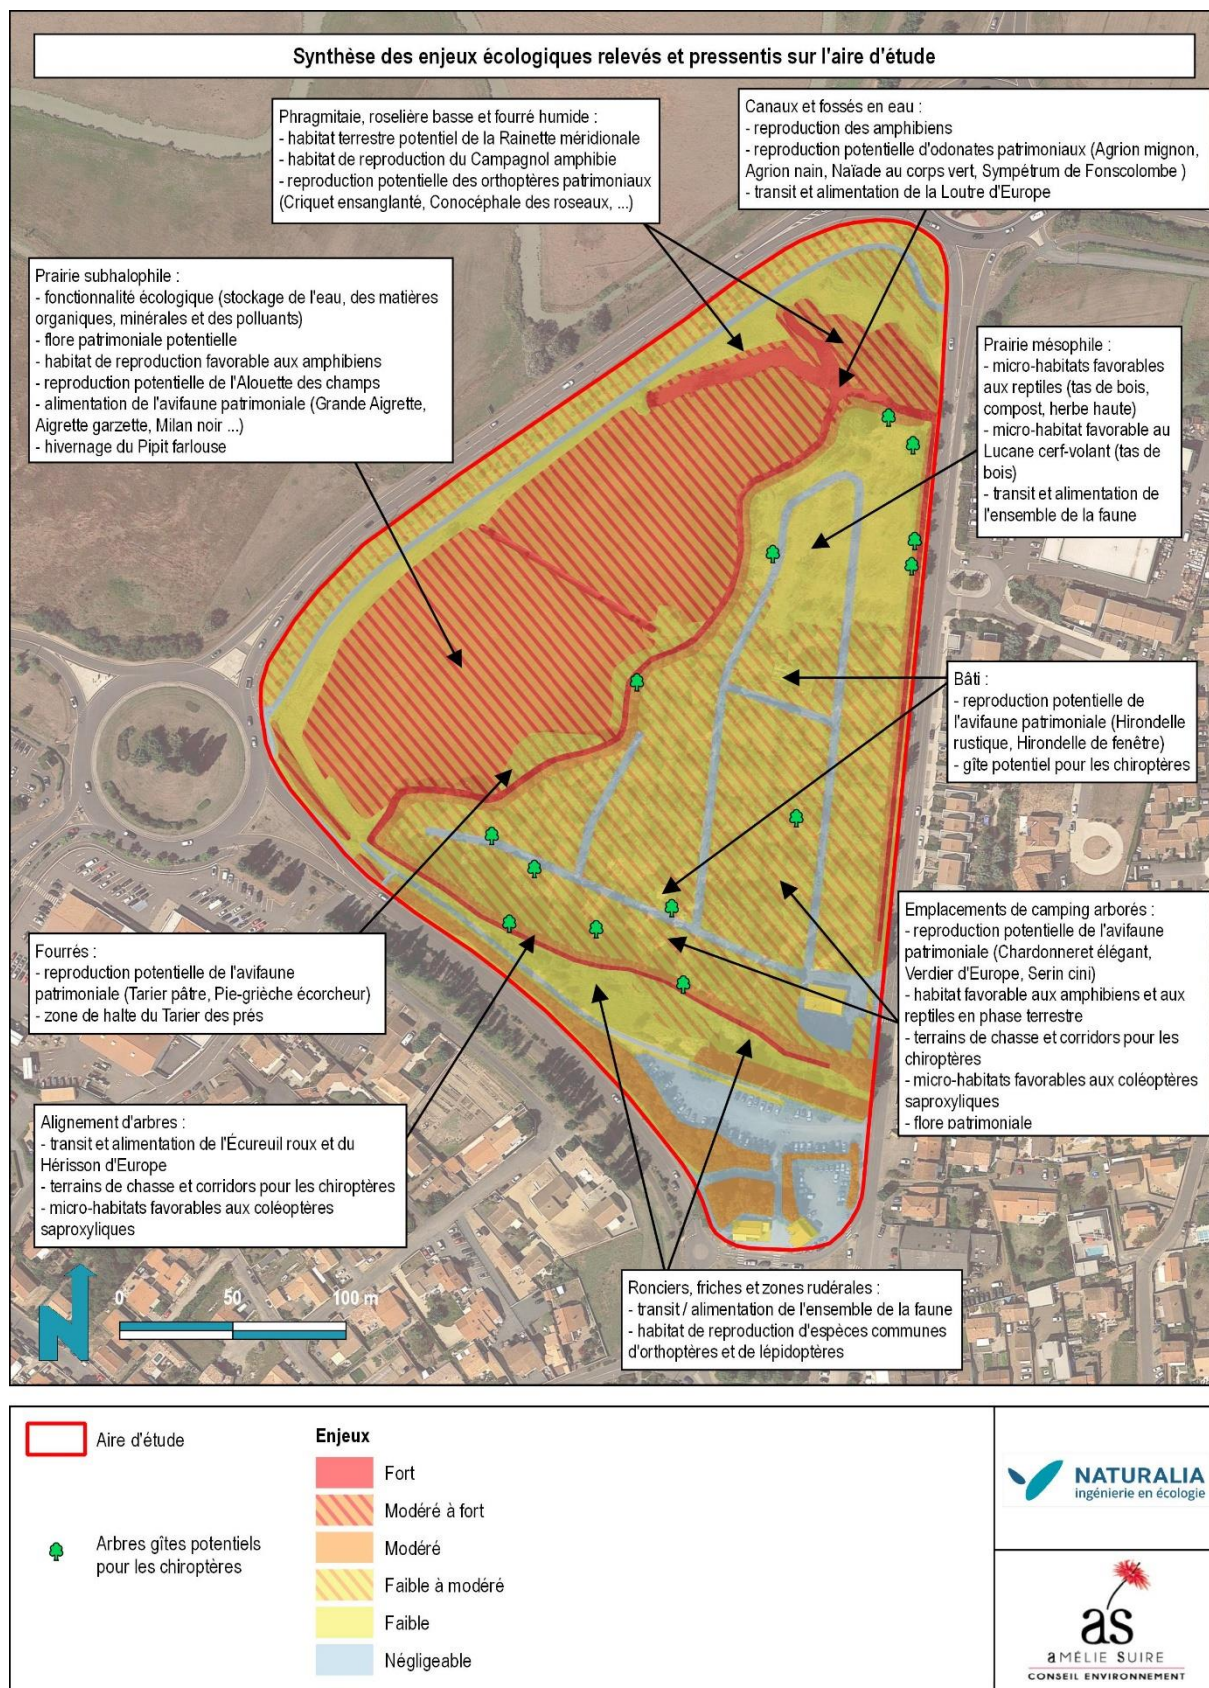 Synthèse des enjeux écologiques relevés et pressentis sur l'aire d'étude
Phragmitaie, roselière basse et fourré humide :
- habitat terrestre potentiel de la Rainette méridionale
- habitat de reproduction du Campagnol amphibie
- reproduction potentielle des orthoptères patrimoniaux
(Criquet ensanglanté, Conocéphale des roseaux, ...)
Canaux et fossés en eau :
- reproduction des amphibiens
- reproduction potentielle d'odonates patrimoniaux (Agrion mignon,
Agrion nain, Naïade au corps vert, Sympétrum de Fonscolombe )
- transit et alimentation de la Loutre d'Europe
Prairie subhalophile :
- fonctionnalité écologique (stockage de l'eau, des matières
organiques, minérales et des polluants)
- flore patrimoniale potentielle
- habitat de reproduction favorable aux amphibiens
- reproduction potentielle de l'Alouette des champs
- alimentation de l'avifaune patrimoniale (Grande Aigrette,
Aigrette garzette, Milan noir ...)
- hivernage du Pipit farlouse
Prairie mésophile :
- micro-habitats favorables
aux reptiles (tas de bois,
compost, herbe haute)
- micro-habitat favorable au
Lucane cerf-volant (tas de
bois)
- transit et alimentation de
l'ensemble de la faune
Bâti :
- reproduction potentielle de
l'avifaune patrimoniale (Hirondelle
rustique, Hirondelle de fenêtre)
- gîte potentiel pour les chiroptères
Emplacements de camping arborés :
- reproduction potentielle de l'avifaune
patrimoniale (Chardonneret élégant,
Verdier d'Europe, Serin cini)
- habitat favorable aux amphibiens et aux
reptiles en phase terrestre
- terrains de chasse et corridors pour les
chiroptères
- micro-habitats favorables aux coléoptères
saproxyliques
- flore patrimoniale
Fourrés :
- reproduction potentielle de l'avifaune
patrimoniale (Tarier pâtre, Pie-grièche écorcheur)
- zone de halte du Tarier des prés
Alignement d'arbres :
- transit et alimentation de l'Écureuil roux et du
Hérisson d'Europe
- terrains de chasse et corridors pour les chiroptères
- micro-habitats favorables aux coléoptères
saproxyliques
Ronciers, friches et zones rudérales :
- transit / alimentation de l'ensemble de la faune
- habitat de reproduction d'espèces communes
d'orthoptères et de lépidoptères
N
0 50 100 m
Aire d'étude
Arbres gîtes potentiels
pour les chiroptères
Enjeux
Fort
Modéré à fort
Modéré
Faible à modéré
Faible
Négligeable
NATURALIA
ingénierie en écologie
as
aMÉLIE SUIRE
CONSEIL ENVIRONNEMENT